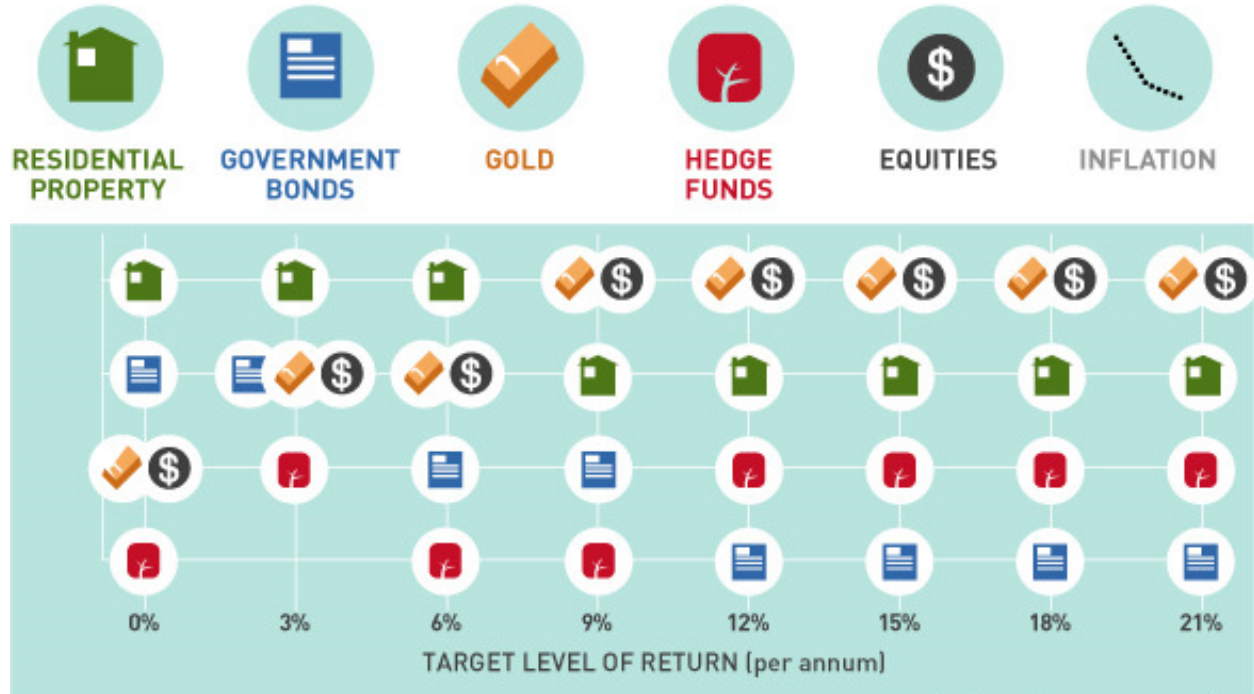 RESIDENTIAL PROPERTY
GOVERNMENT BONDS
GOLD
HEDGE FUNDS
EQUITIES
INFLATION
$
$ $ $ $ $
$ $
$
0% 3% 6% 9% 12% 15% 18% 21%
TARGET LEVEL OF RETURN (per annum)